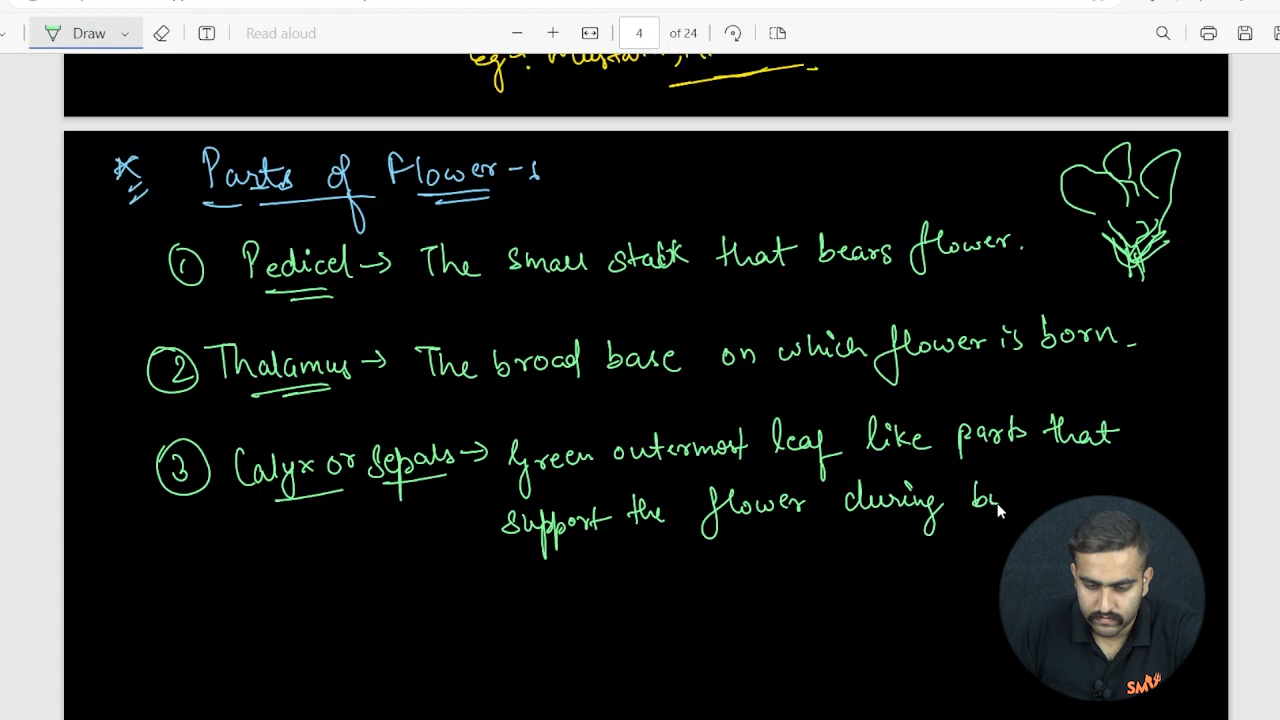 Draw
Read aloud
4 of 24
Parts of Flower -
① Pedicel → The small stack that bears flower.
② Thalamus → The broad base on which flower is born -
③ Calyx or Sepals → Green outermost leaf like parts that
support the flower during bu